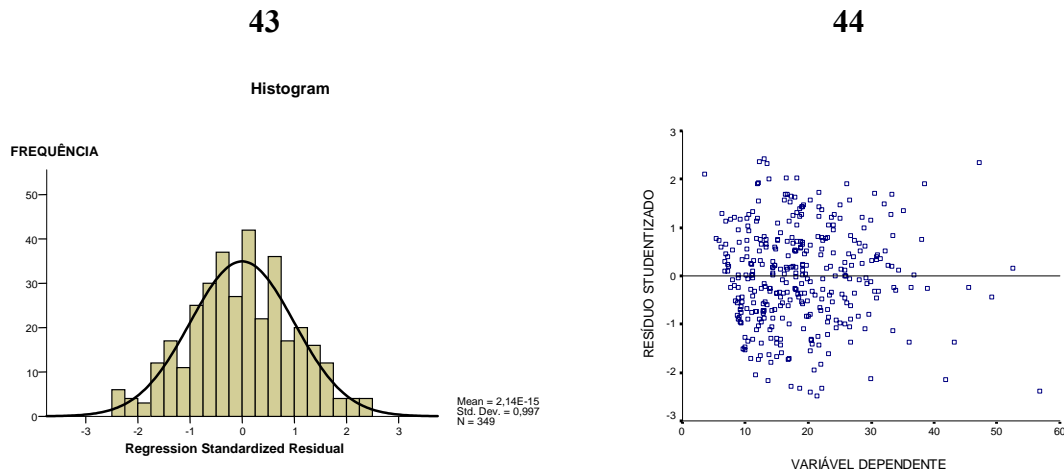 43
44
Histogram
FREQUÊNCIA
50
40
30
20
10
0
-3 -2 -1 0 1 2 3
Regression Standardized Residual
Mean = 2,14E-15
Std. Dev. = 0,997
N = 349
RESÍDUO STUDENTIZADO
3
2
1
0
-1
-2
-3
0 10 20 30 40 50 60
VARIÁVEL DEPENDENTE